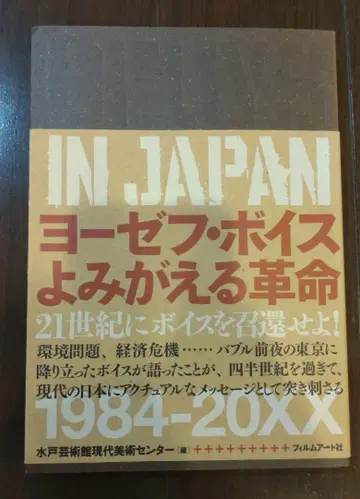 IN JAPAN
ヨーゼフ・ボイス
よみがえる革命
21世紀にボイスを召還せよ!
環境問題、経済危機……バブル前夜の東京に
降り立ったボイスが語ったことが、四半世紀を過ぎて、
現代の日本にアクチュアルなメッセージとして突き刺さる
1984-20XX
水戸芸術館現代美術センター[編] +++++++++ フィルムアート社